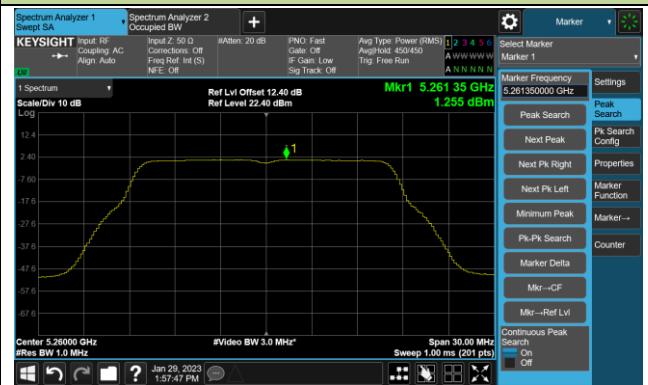 Spectrum Analyzer 1
Swept SA
Spectrum Analyzer 2
Occupied BW
+
Marker
KEYSIGHT
Input: RF
Coupling: AC
Align: Auto
Input Z: 50 Ω
Corrections: Off
Freq Ref: Int (S)
NFE: Off
#Atten: 20 dB
PNO: Fast
Gate: Off
IF Gain: Low
Sig Track: Off
Avg Type: Power (RMS)
Avg|Hold: 450/450
Trig: Free Run
1 2 3 4 5 6
A W W W W W
A N N N N N
Select Marker
Marker 1
LXI
1 Spectrum
Scale/Div 10 dB
Log
Ref Lvl Offset 12.40 dB
Ref Level 22.40 dBm
Mkr1 5.261 35 GHz
1.255 dBm
12.4
2.40
-7.60
-17.6
-27.6
-37.6
-47.6
-57.6
-67.6
1
Center 5.26000 GHz
#Res BW 1.0 MHz
#Video BW 3.0 MHz*
Span 30.00 MHz
Sweep 1.00 ms (201 pts)
Marker Frequency
5.261350000 GHz
Peak Search
Next Peak
Next Pk Right
Next Pk Left
Minimum Peak
Pk-Pk Search
Marker Delta
Mkr→CF
Mkr→Ref Lvl
Continuous Peak
Search
On
Off
Settings
Peak
Search
Pk Search
Config
Properties
Marker
Function
Marker→
Counter
?
Jan 29, 2023
1:57:47 PM